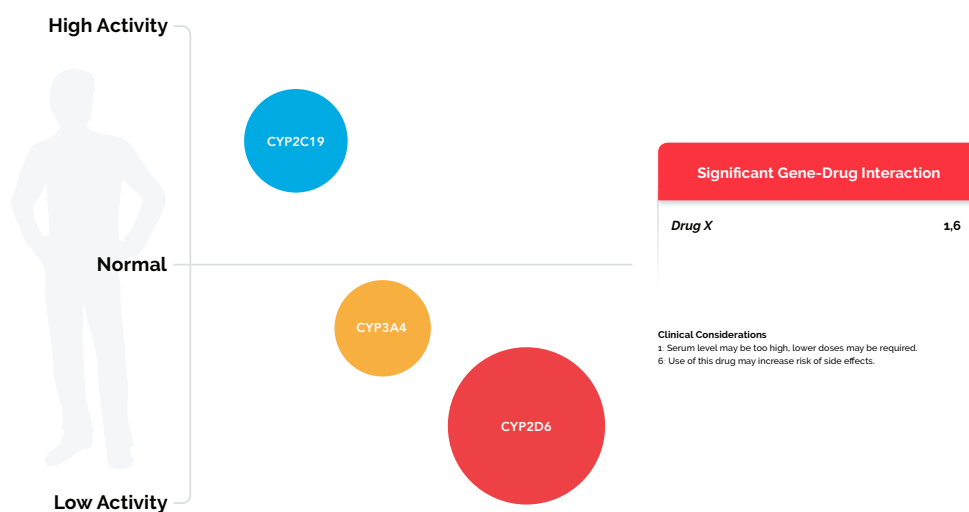 High Activity
CYP2C19
Significant Gene-Drug Interaction
Drug X 1,6
Normal
CYP3A4
Clinical Considerations
1: Serum level may be too high, lower doses may be required.
6: Use of this drug may increase risk of side effects.
CYP2D6
Low Activity